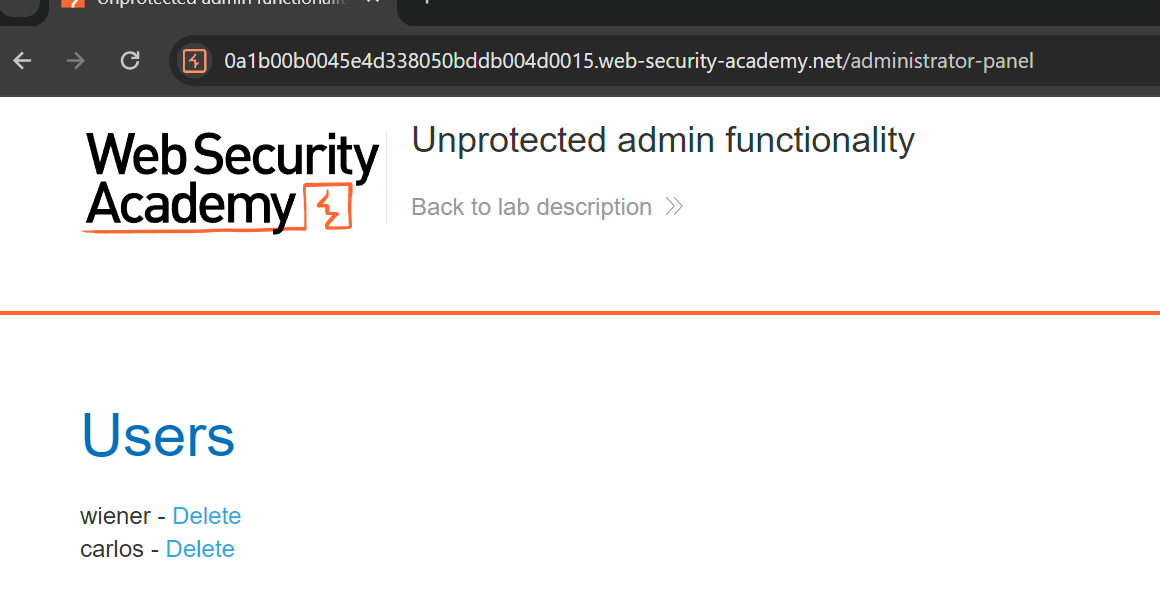 Unprotected admin functionalit
0a1b00b0045e4d338050bddb004d0015.web-security-academy.net/administrator-panel
Web Security
Academy
Unprotected admin functionality
Back to lab description
Users
wiener - Delete
carlos - Delete